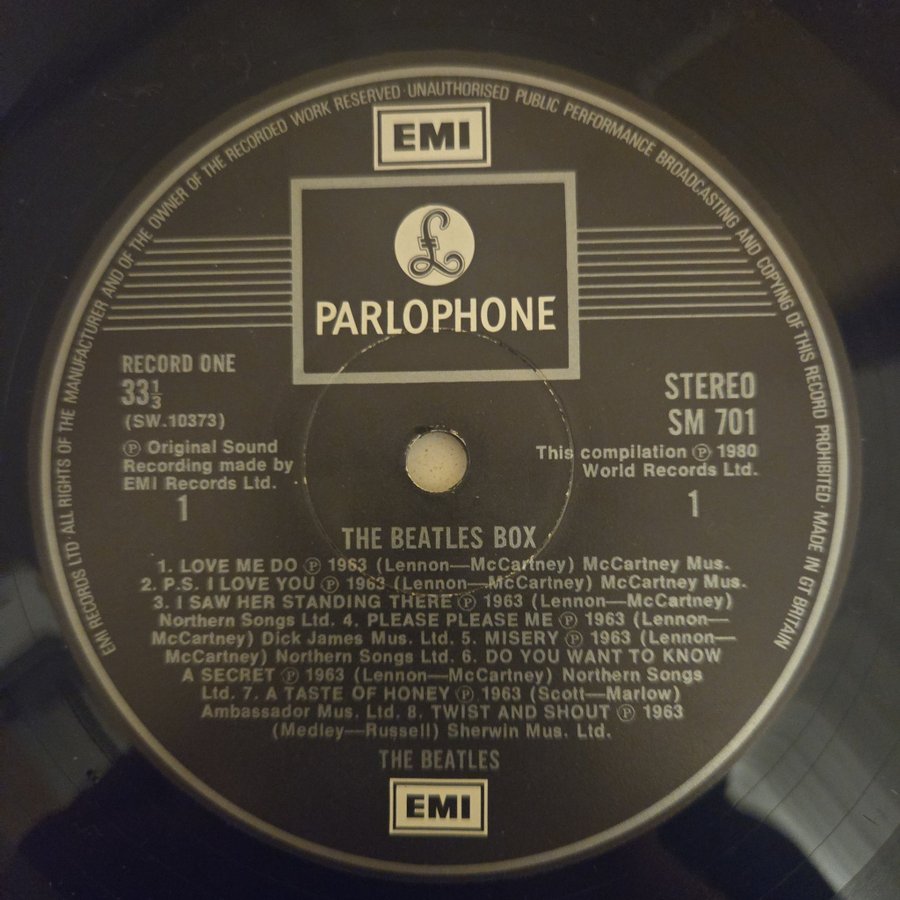 EMI RECORDS LTD · ALL RIGHTS OF THE MANUFACTURER AND OF THE OWNER OF THE RECORDED WORK RESERVED · UNAUTHORISED PUBLIC PERFORMANCE BROADCASTING AND COPYING OF THIS RECORD PROHIBITED · MADE IN GT BRITAIN
EMI
£
PARLOPHONE
RECORD ONE
33⅓
(SW.10373)
℗ Original Sound
Recording made by
EMI Records Ltd.
1
STEREO
SM 701
This compilation ℗ 1980
World Records Ltd.
1
THE BEATLES BOX
1. LOVE ME DO ℗ 1963 (Lennon—McCartney) McCartney Mus.
2. P.S. I LOVE YOU ℗ 1963 (Lennon—McCartney) McCartney Mus.
3. I SAW HER STANDING THERE ℗ 1963 (Lennon—McCartney)
Northern Songs Ltd. 4. PLEASE PLEASE ME ℗ 1963 (Lennon—
McCartney) Dick James Mus. Ltd. 5. MISERY ℗ 1963 (Lennon—
McCartney) Northern Songs Ltd. 6. DO YOU WANT TO KNOW
A SECRET ℗ 1963 (Lennon—McCartney) Northern Songs
Ltd. 7. A TASTE OF HONEY ℗ 1963 (Scott—Marlow)
Ambassador Mus. Ltd. 8. TWIST AND SHOUT ℗ 1963
(Medley—Russell) Sherwin Mus. Ltd.
THE BEATLES
EMI